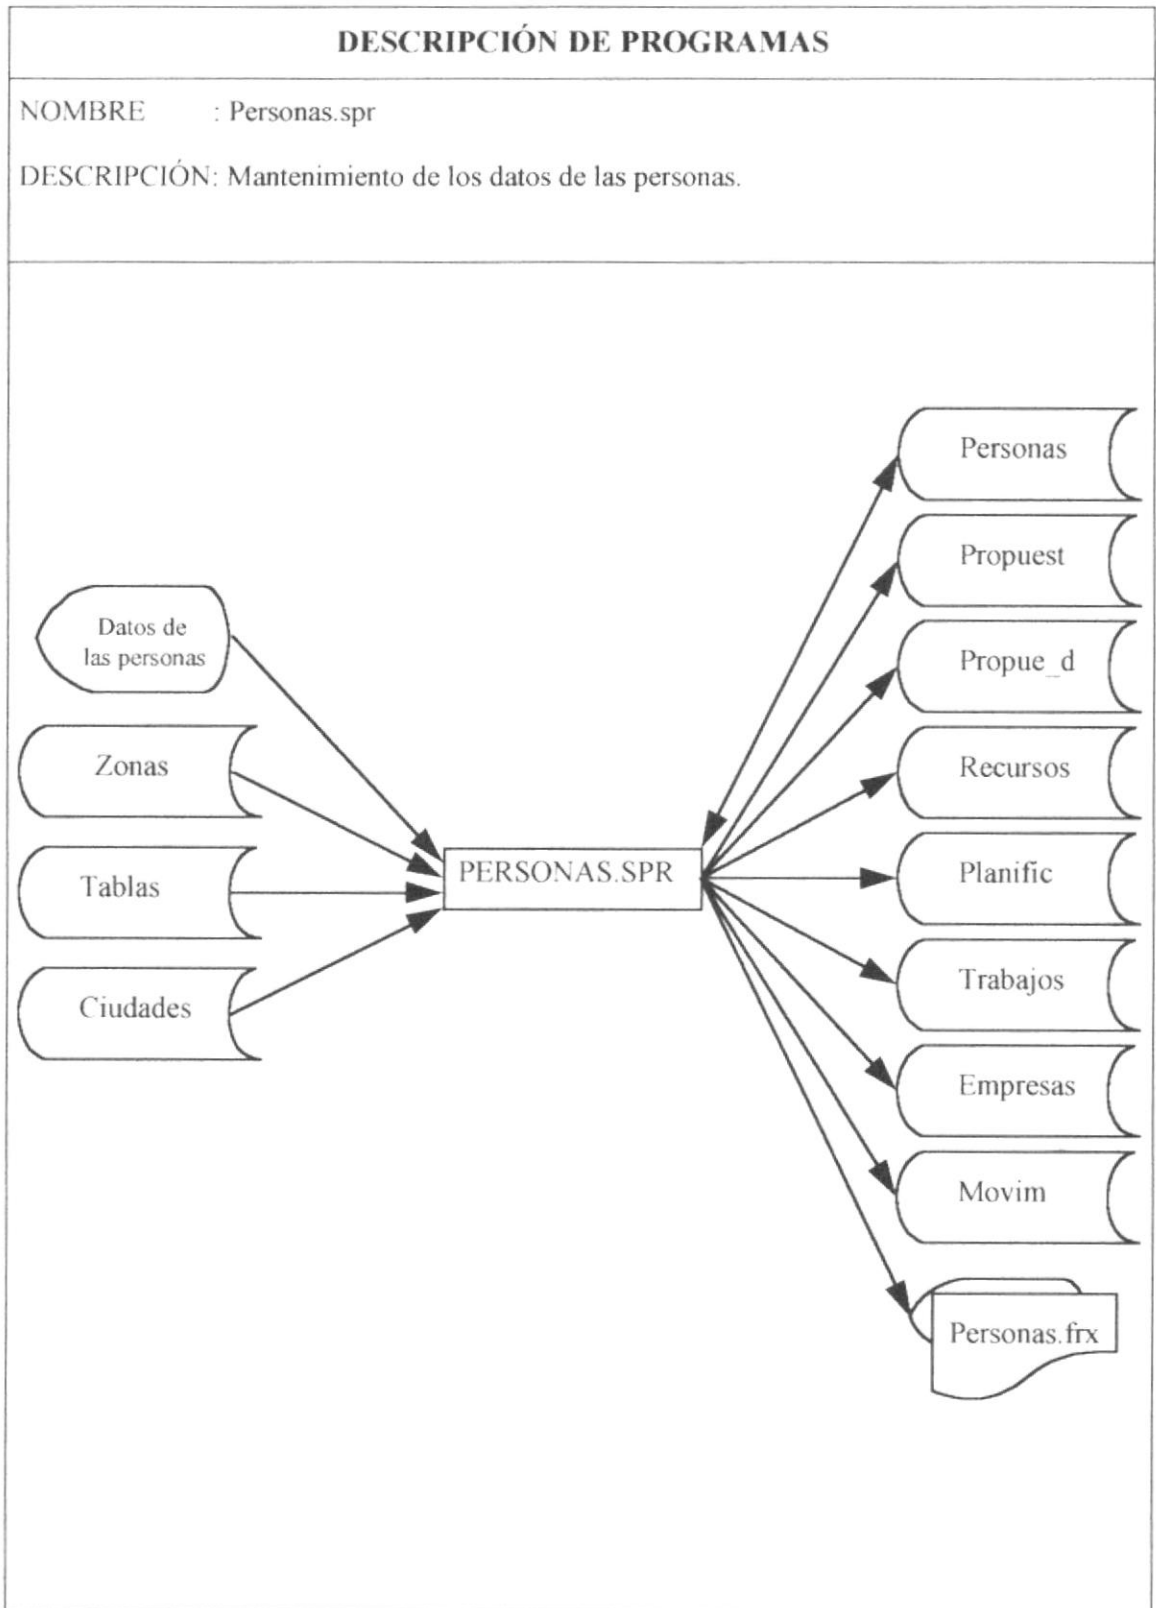 DESCRIPCIÓN DE PROGRAMAS
NOMBRE : Personas.spr
DESCRIPCIÓN: Mantenimiento de los datos de las personas.
Datos de
las personas
Zonas
Tablas
Ciudades
PERSONAS.SPR
Personas
Propuest
Propue_d
Recursos
Planific
Trabajos
Empresas
Movim
Personas.frx